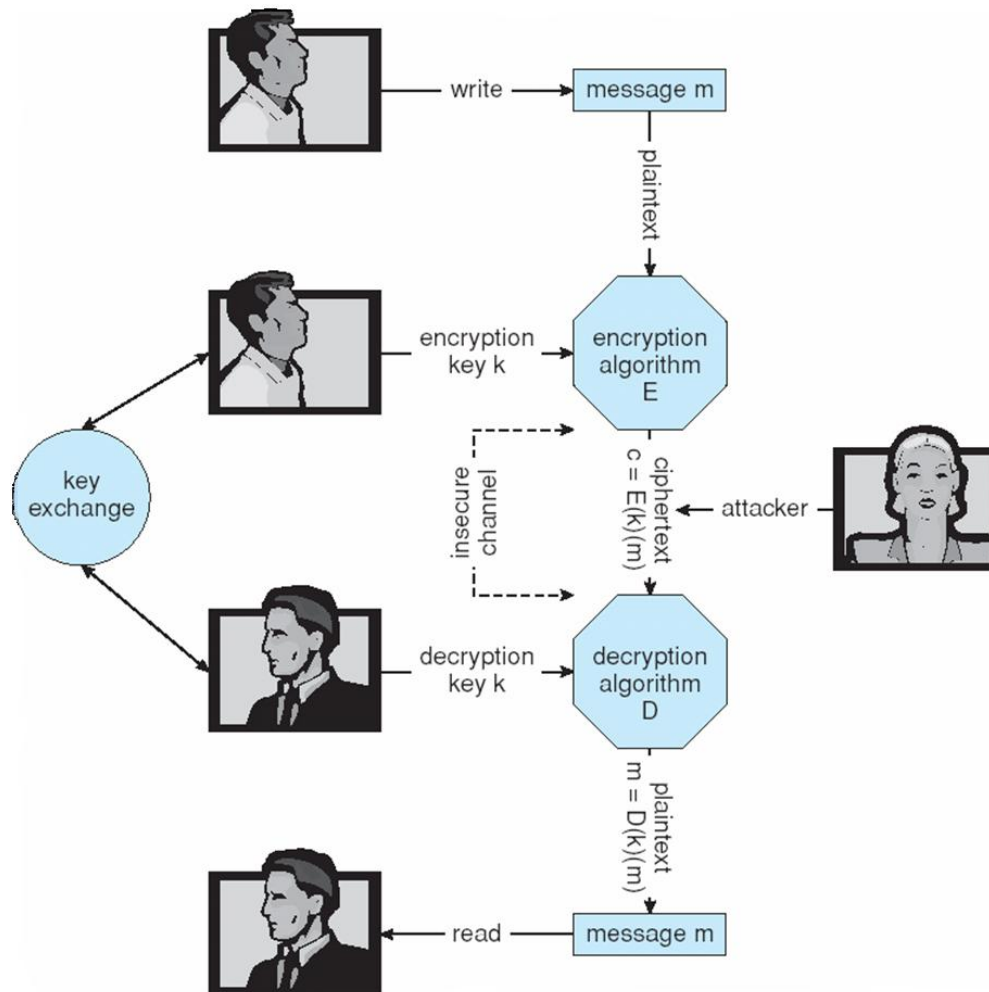 write
message m
plaintext
encryption
key k
encryption
algorithm
E
key
exchange
insecure
channel
ciphertext
c = E(k)(m)
attacker
decryption
key k
decryption
algorithm
D
plaintext
m = D(k)(m)
read
message m